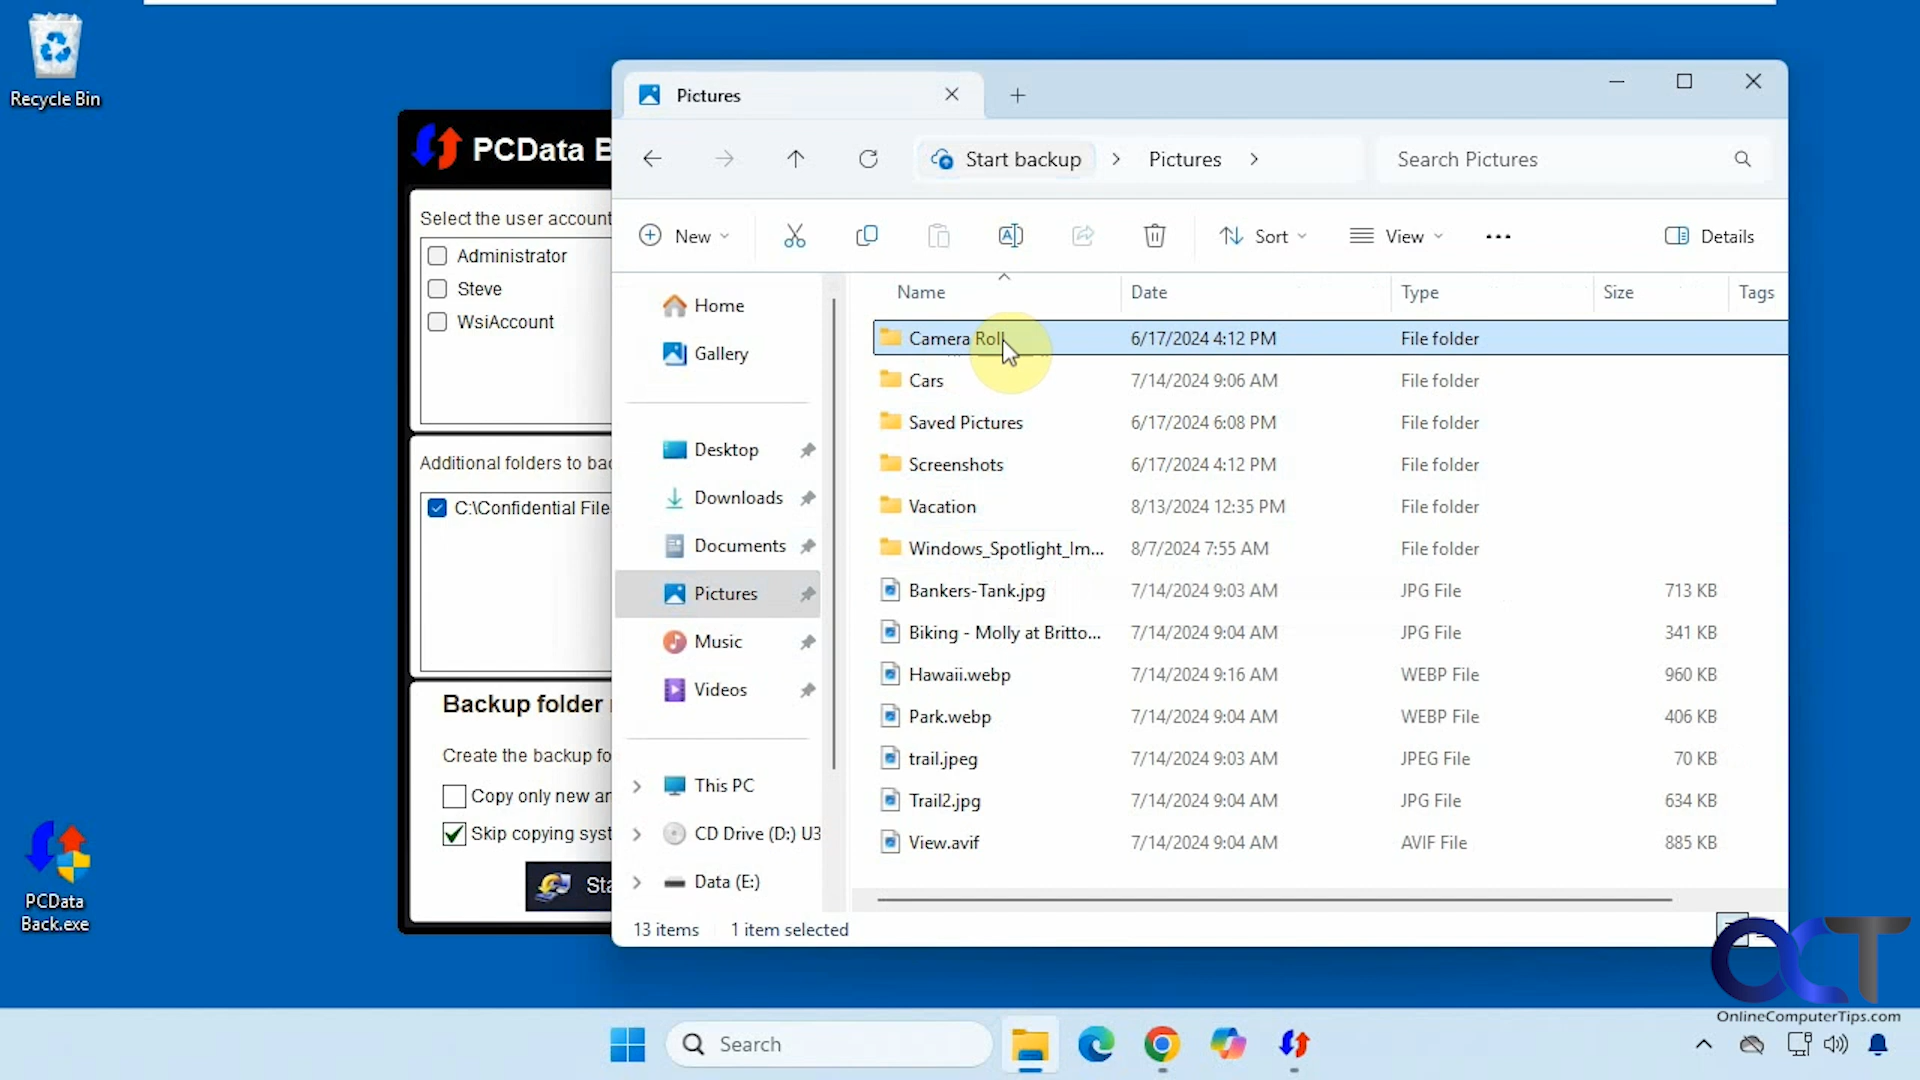 Recycle Bin
PCData B
Select the user account
Administrator
Steve
WsiAccount
Additional folders to bac
C:\Confidential File
Backup folder
Create the backup fo
Copy only new an
Skip copying syst
Sta
PCData
Back.exe
Pictures
Start backup
Pictures
Search Pictures
New
Sort
View
Details
Home
Gallery
Desktop
Downloads
Documents
Pictures
Music
Videos
This PC
CD Drive (D:) U3
Data (E:)
Name Date Type Size Tags
Camera Roll 6/17/2024 4:12 PM File folder
Cars 7/14/2024 9:06 AM File folder
Saved Pictures 6/17/2024 6:08 PM File folder
Screenshots 6/17/2024 4:12 PM File folder
Vacation 8/13/2024 12:35 PM File folder
Windows_Spotlight_Im... 8/7/2024 7:55 AM File folder
Bankers-Tank.jpg 7/14/2024 9:03 AM JPG File 713 KB
Biking - Molly at Britto... 7/14/2024 9:04 AM JPG File 341 KB
Hawaii.webp 7/14/2024 9:16 AM WEBP File 960 KB
Park.webp 7/14/2024 9:04 AM WEBP File 406 KB
trail.jpeg 7/14/2024 9:03 AM JPEG File 70 KB
Trail2.jpg 7/14/2024 9:04 AM JPG File 634 KB
View.avif 7/14/2024 9:04 AM AVIF File 885 KB
13 items 1 item selected
OCT
OnlineComputerTips.com
Search